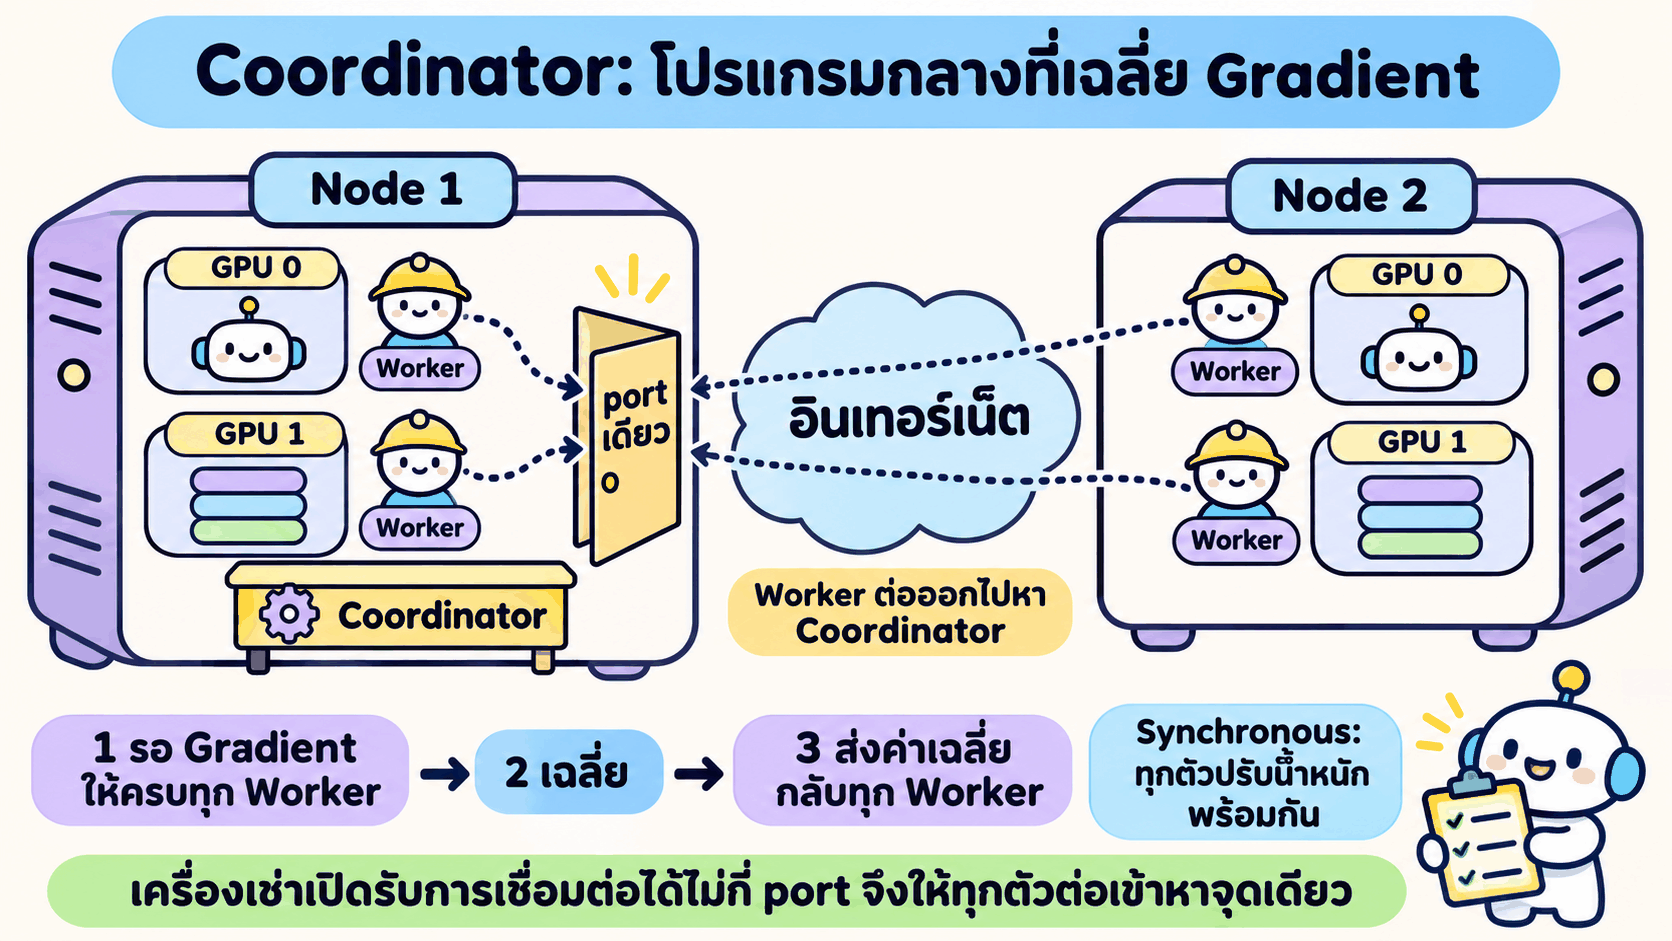 Coordinator: โปรแกรมกลางที่เฉลี่ย Gradient
Node 1
Node 2
GPU 0
Worker
GPU 1
Worker
port
เดียว
Coordinator
อินเทอร์เน็ต
Worker ต่อออกไปหา
Coordinator
Worker
GPU 0
Worker
GPU 1
1 รอ Gradient
ให้ครบทุก Worker
2 เฉลี่ย
3 ส่งค่าเฉลี่ย
กลับทุก Worker
Synchronous:
ทุกตัวปรับน้ำหนัก
พร้อมกัน
เครื่องเช่าเปิดรับการเชื่อมต่อได้ไม่กี่ port จึงให้ทุกตัวต่อเข้าหาจุดเดียว